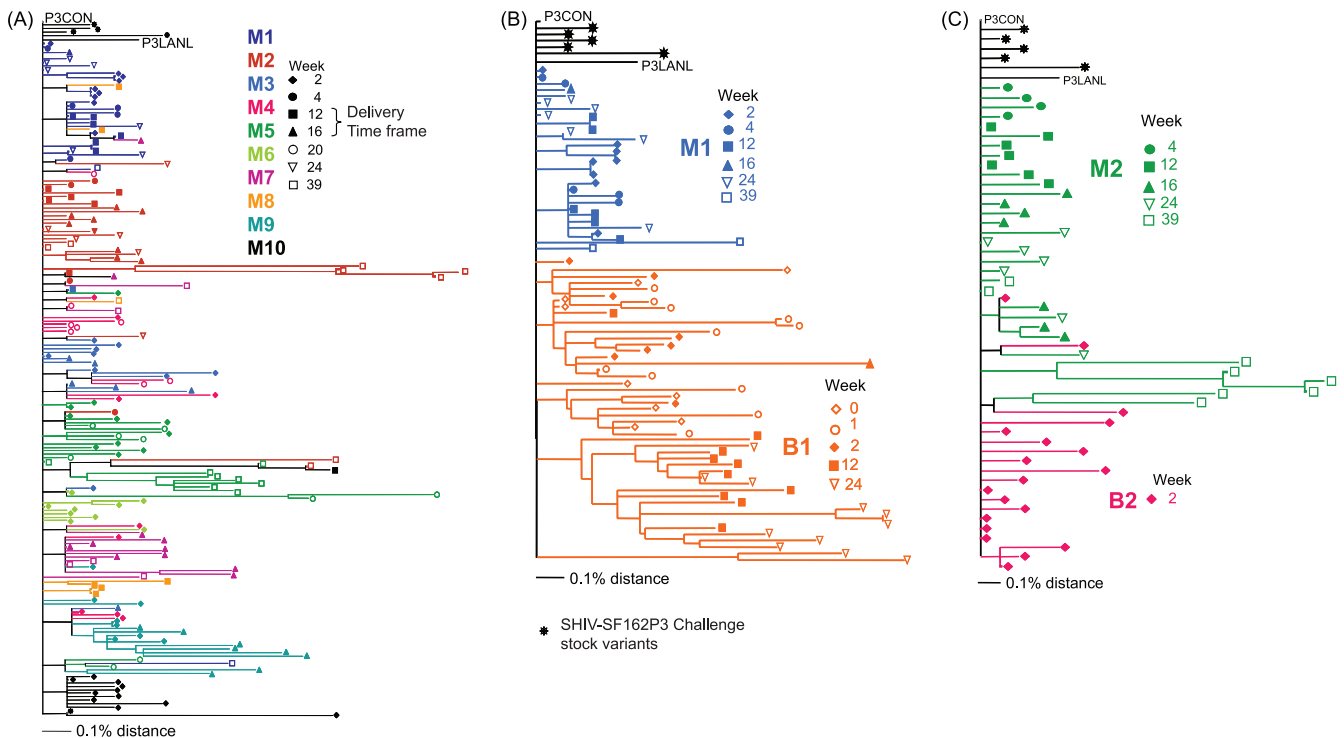 (A)
P3CON
P3LANL
M1
M2
M3
M4
M5
M6
M7
M8
M9
M10
Week
2
4
12
16
20
24
39
Delivery
Time frame
0.1% distance
(B)
P3CON
P3LANL
Week
M1
2
4
12
16
24
39
Week
B1
0
1
2
12
24
0.1% distance
SHIV-SF162P3 Challenge
stock variants
(C)
P3CON
P3LANL
Week
M2
4
12
16
24
39
Week
B2
2
0.1% distance